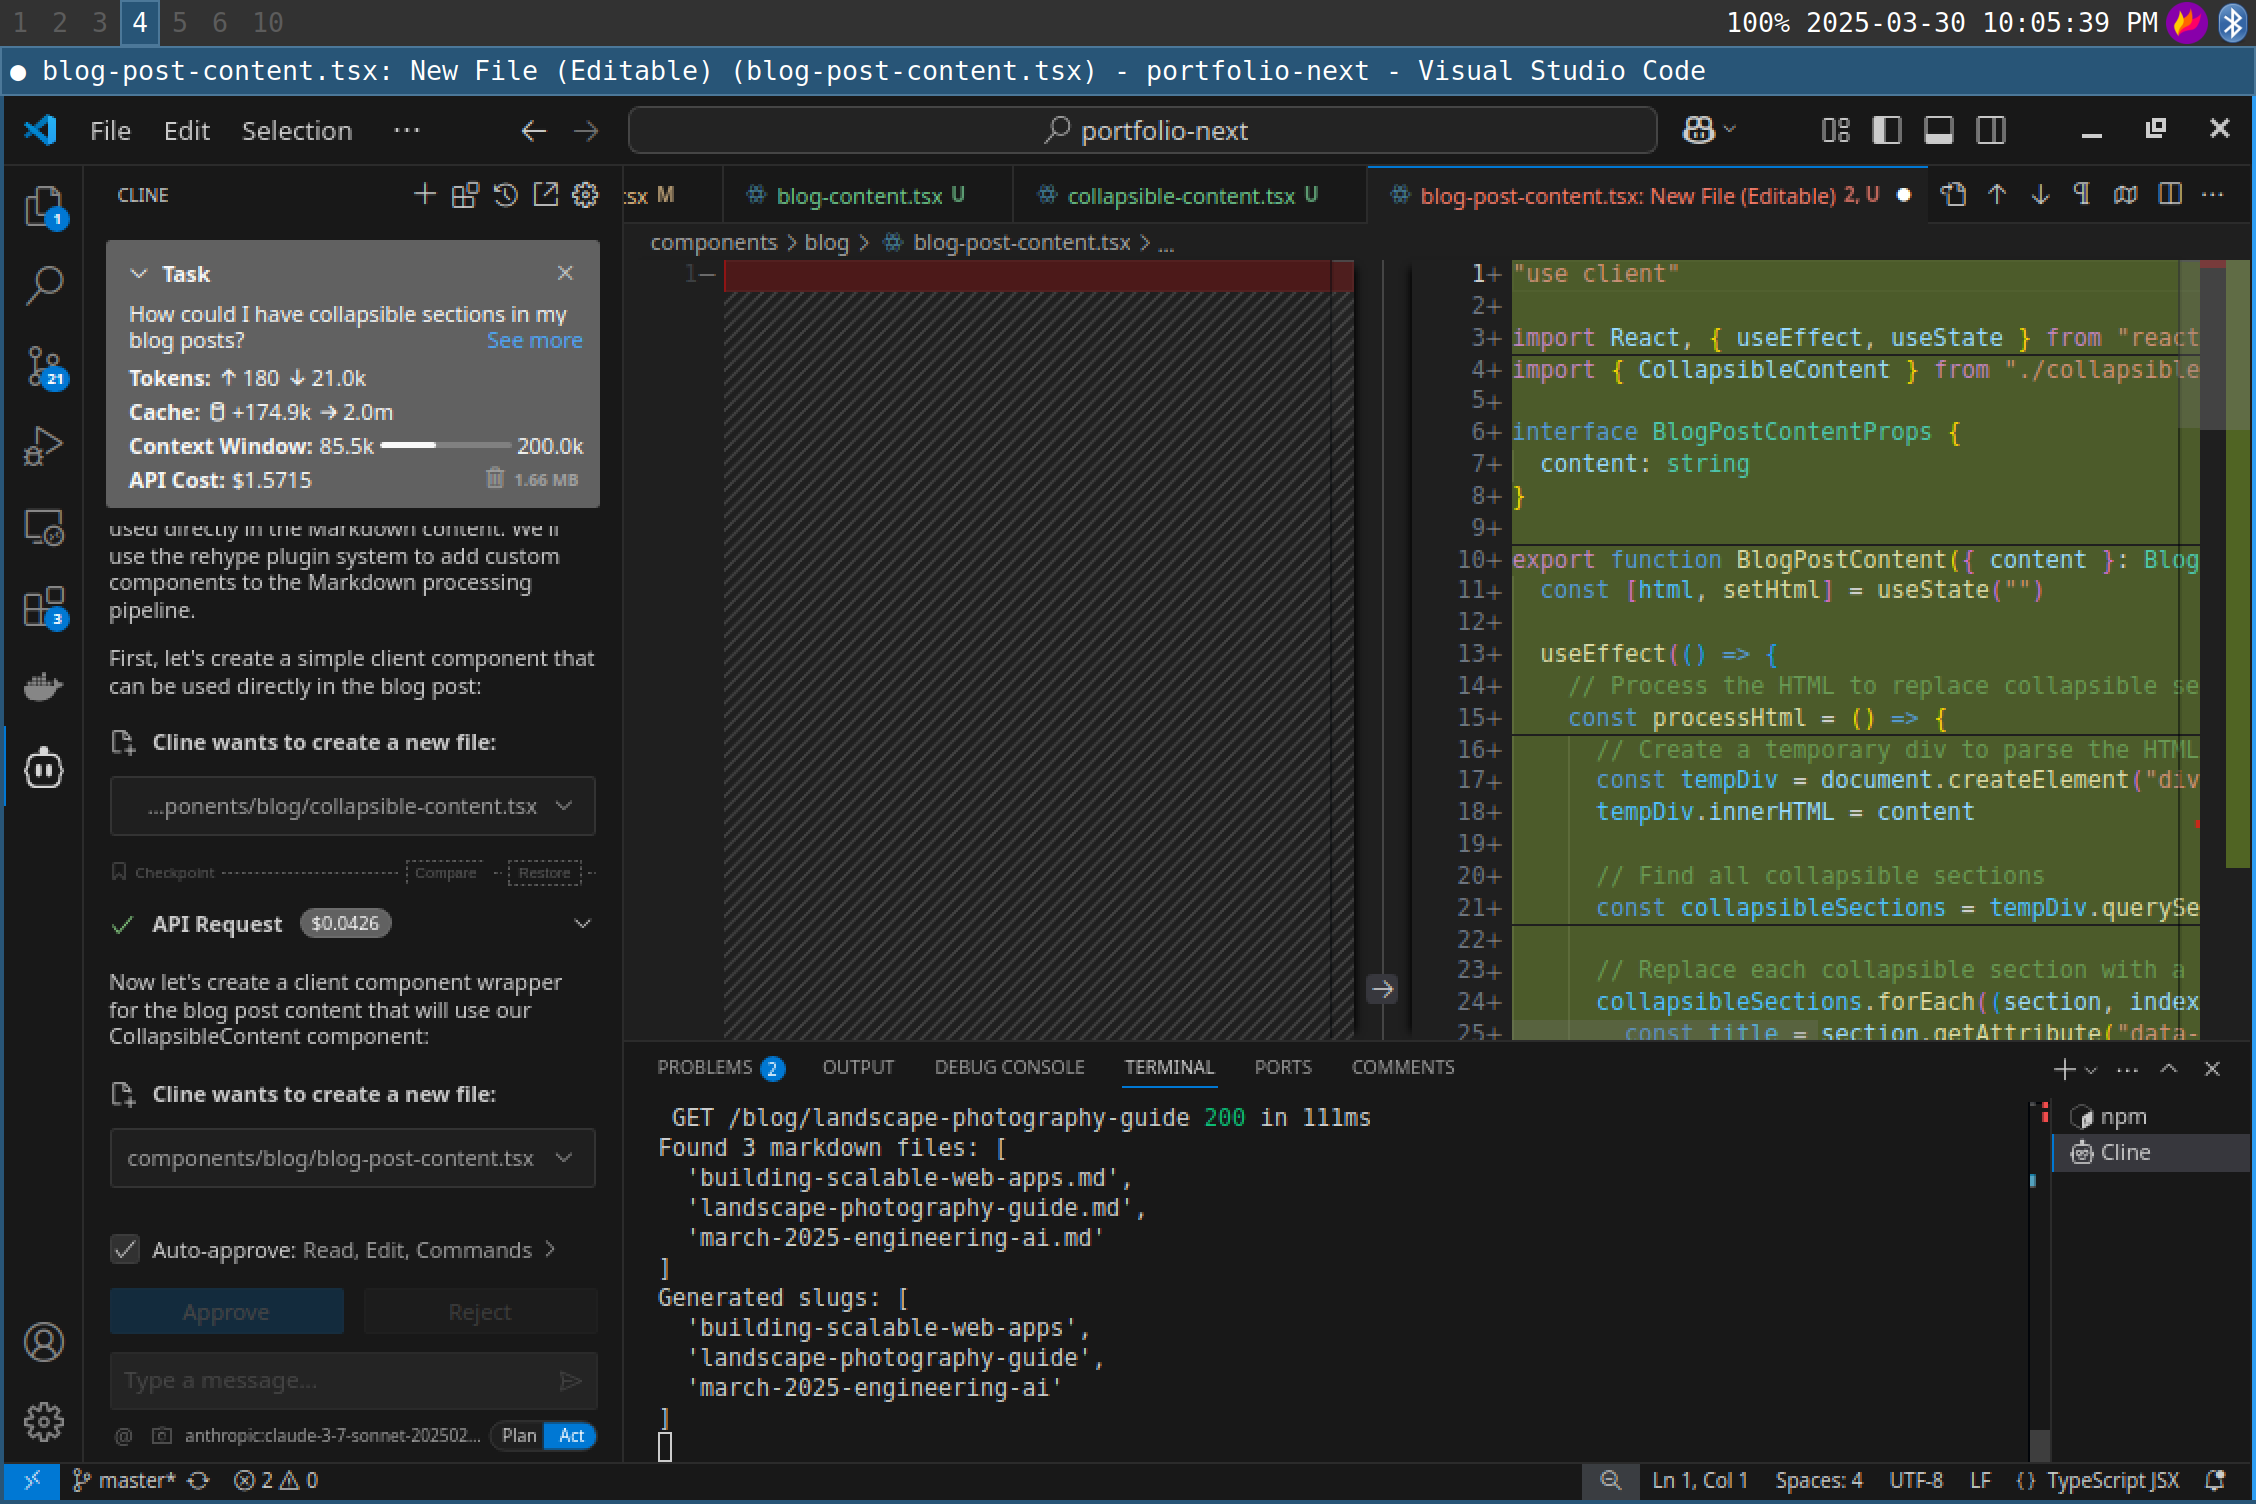 1 2 3 4 5 6 10
100% 2025-03-30 10:05:39 PM
● blog-post-content.tsx: New File (Editable) (blog-post-content.tsx) - portfolio-next - Visual Studio Code
File Edit Selection ···
portfolio-next
1
21
3
CLINE
Task
How could I have collapsible sections in my
blog posts? See more
Tokens: ↑ 180 ↓ 21.0k
Cache: +174.9k → 2.0m
Context Window: 85.5k 200.0k
API Cost: $1.5715 1.66 MB
used directly in the Markdown content. We'll
use the rehype plugin system to add custom
components to the Markdown processing
pipeline.
First, let's create a simple client component that
can be used directly in the blog post:
Cline wants to create a new file:
...ponents/blog/collapsible-content.tsx
Checkpoint Compare Restore
API Request $0.0426
Now let's create a client component wrapper
for the blog post content that will use our
CollapsibleContent component:
Cline wants to create a new file:
components/blog/blog-post-content.tsx
Auto-approve: Read, Edit, Commands >
Approve Reject
Type a message...
@ anthropic:claude-3-7-sonnet-202502... Plan Act
sx M blog-content.tsx U collapsible-content.tsx U blog-post-content.tsx: New File (Editable) 2, U ●
components > blog > blog-post-content.tsx > ...
1—
1+ "use client"
2+
3+ import React, { useEffect, useState } from "react
4+ import { CollapsibleContent } from "./collapsible
5+
6+ interface BlogPostContentProps {
7+ content: string
8+ }
9+
10+ export function BlogPostContent({ content }: Blog
11+ const [html, setHtml] = useState("")
12+
13+ useEffect(() => {
14+ // Process the HTML to replace collapsible se
15+ const processHtml = () => {
16+ // Create a temporary div to parse the HTML
17+ const tempDiv = document.createElement("div
18+ tempDiv.innerHTML = content
19+
20+ // Find all collapsible sections
21+ const collapsibleSections = tempDiv.querySe
22+
23+ // Replace each collapsible section with a
24+ collapsibleSections.forEach((section, index
25+ const title = section.getAttribute("data-
PROBLEMS 2 OUTPUT DEBUG CONSOLE TERMINAL PORTS COMMENTS
GET /blog/landscape-photography-guide 200 in 111ms
Found 3 markdown files: [
'building-scalable-web-apps.md',
'landscape-photography-guide.md',
'march-2025-engineering-ai.md'
]
Generated slugs: [
'building-scalable-web-apps',
'landscape-photography-guide',
'march-2025-engineering-ai'
]
npm
Cline
master* 2 0
Ln 1, Col 1 Spaces: 4 UTF-8 LF {} TypeScript JSX